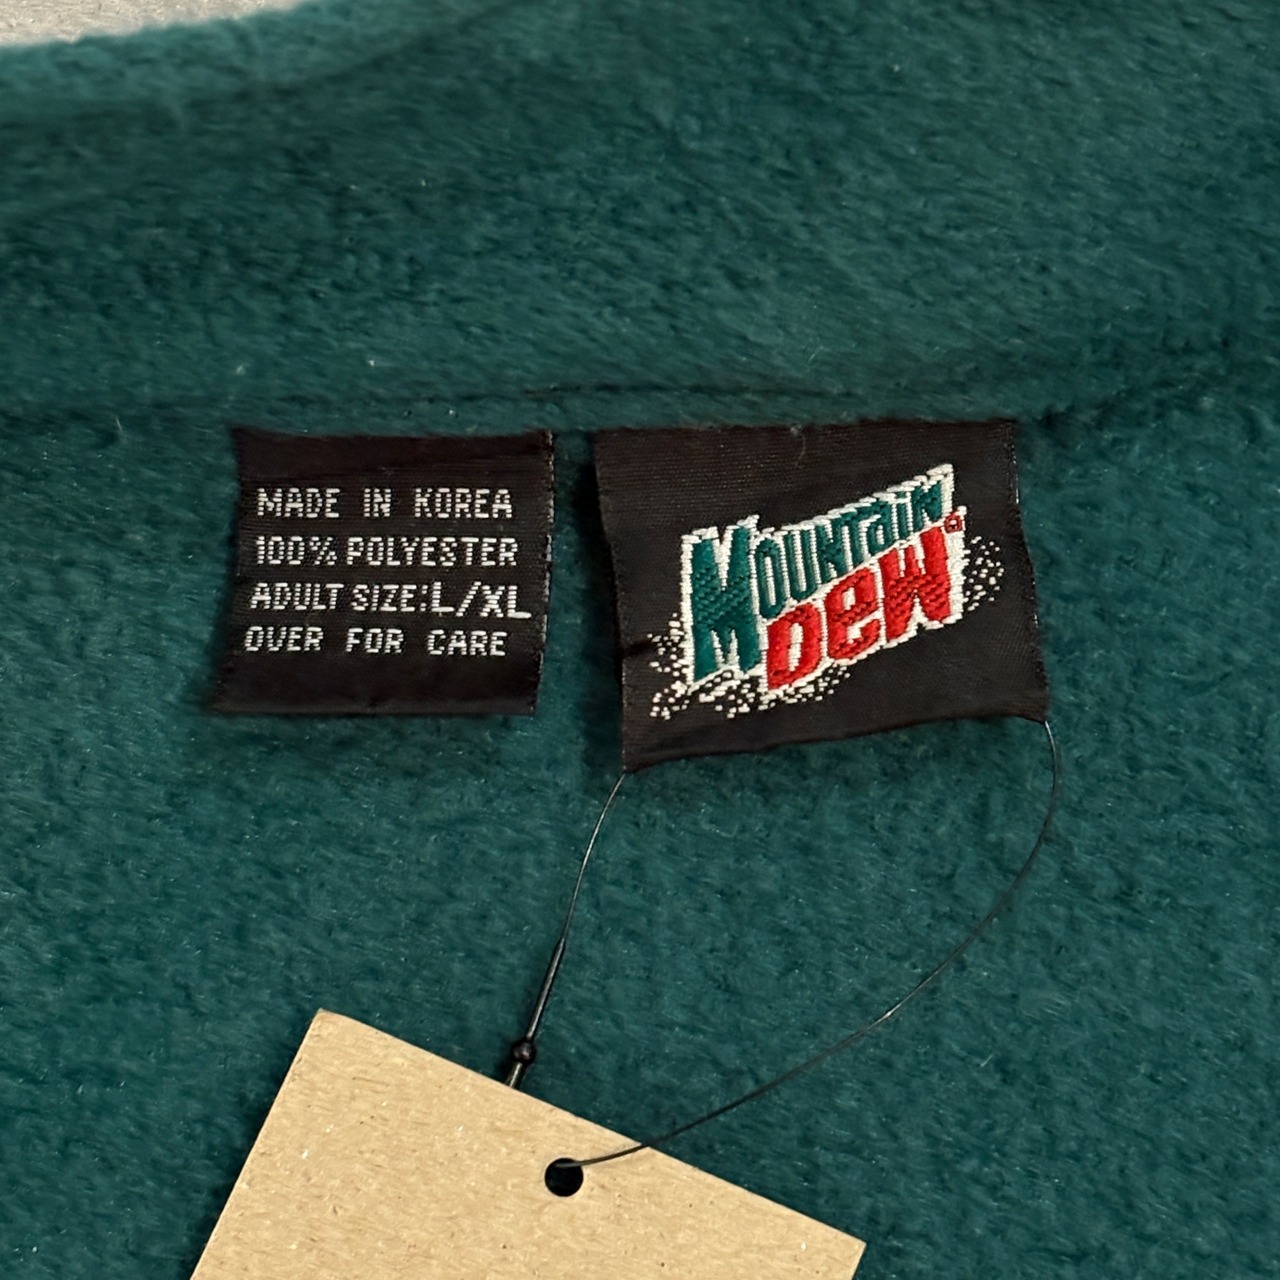 MADE IN KOREA
100% POLYESTER
ADULT SIZE: L/XL
OVER FOR CARE
MOUNTAIN
DEW